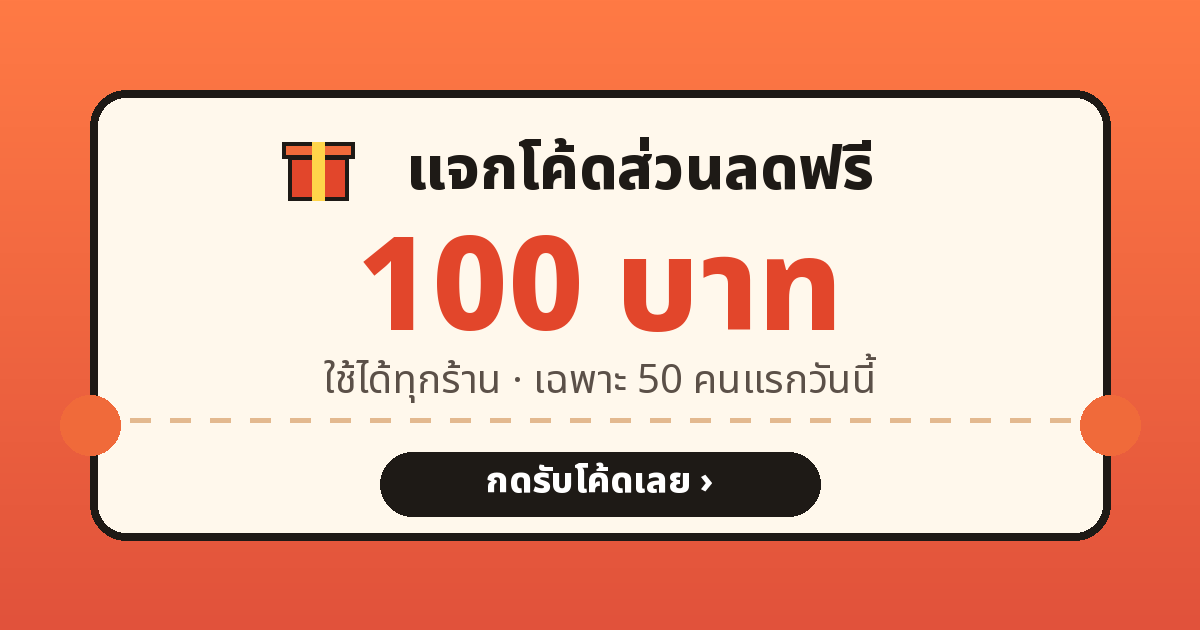 แจกโค้ดส่วนลดฟรี
100 บาท
ใช้ได้ทุกร้าน · เฉพาะ 50 คนแรกวันนี้
กดรับโค้ดเลย ›